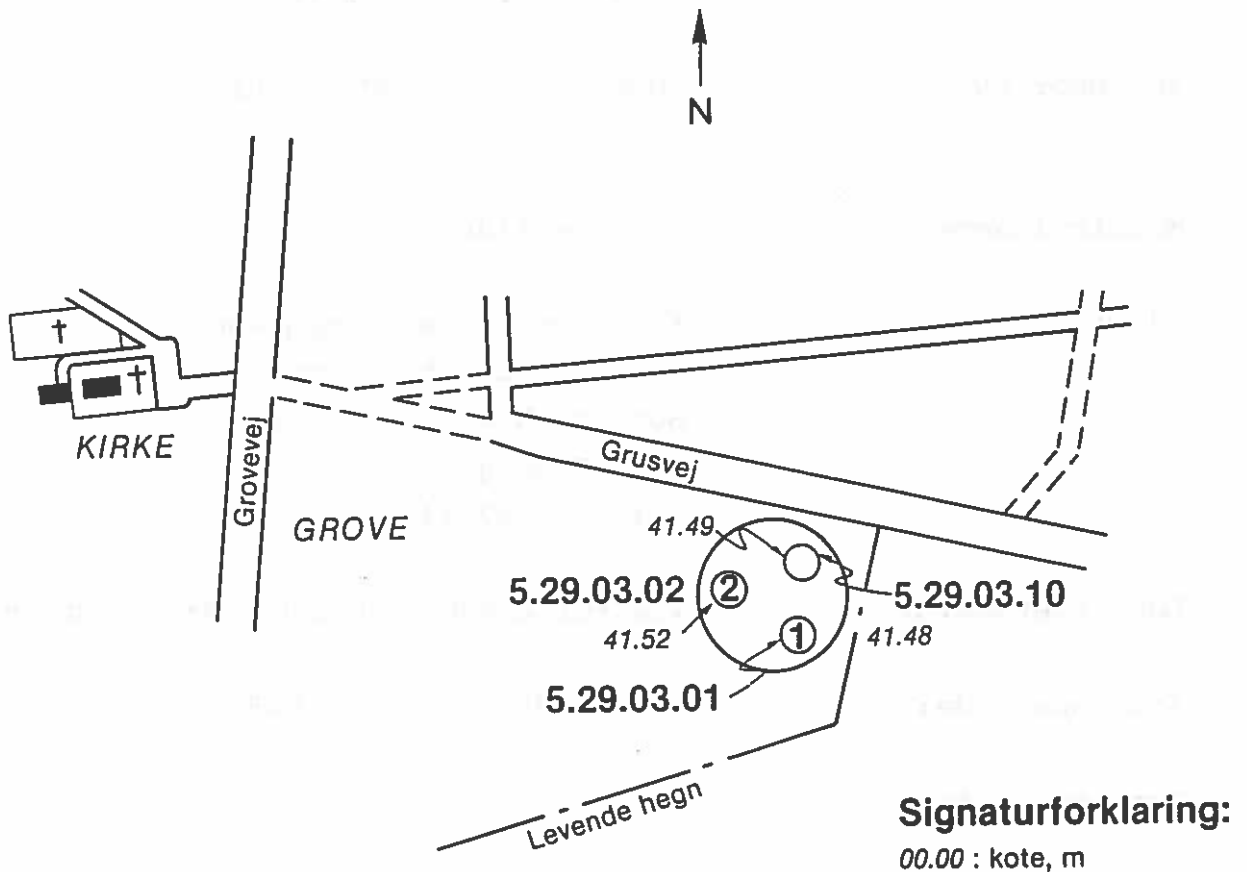 N
KIRKE
Grovevej
GROVE
Grusvej
41.49
5.29.03.02
2
5.29.03.10
41.52
1
41.48
5.29.03.01
Levende hegn
Signaturforklaring:
00.00 : kote, m